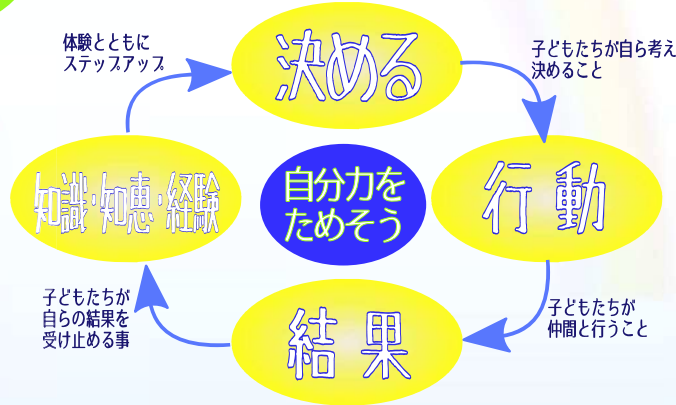 体験とともに
ステップアップ
決める
子どもたちが自ら考え
決めること
知識・知恵・経験
自分力を
ためそう
行動
子どもたちが
自らの結果を
受け止める事
結果
子どもたちが
仲間と行うこと